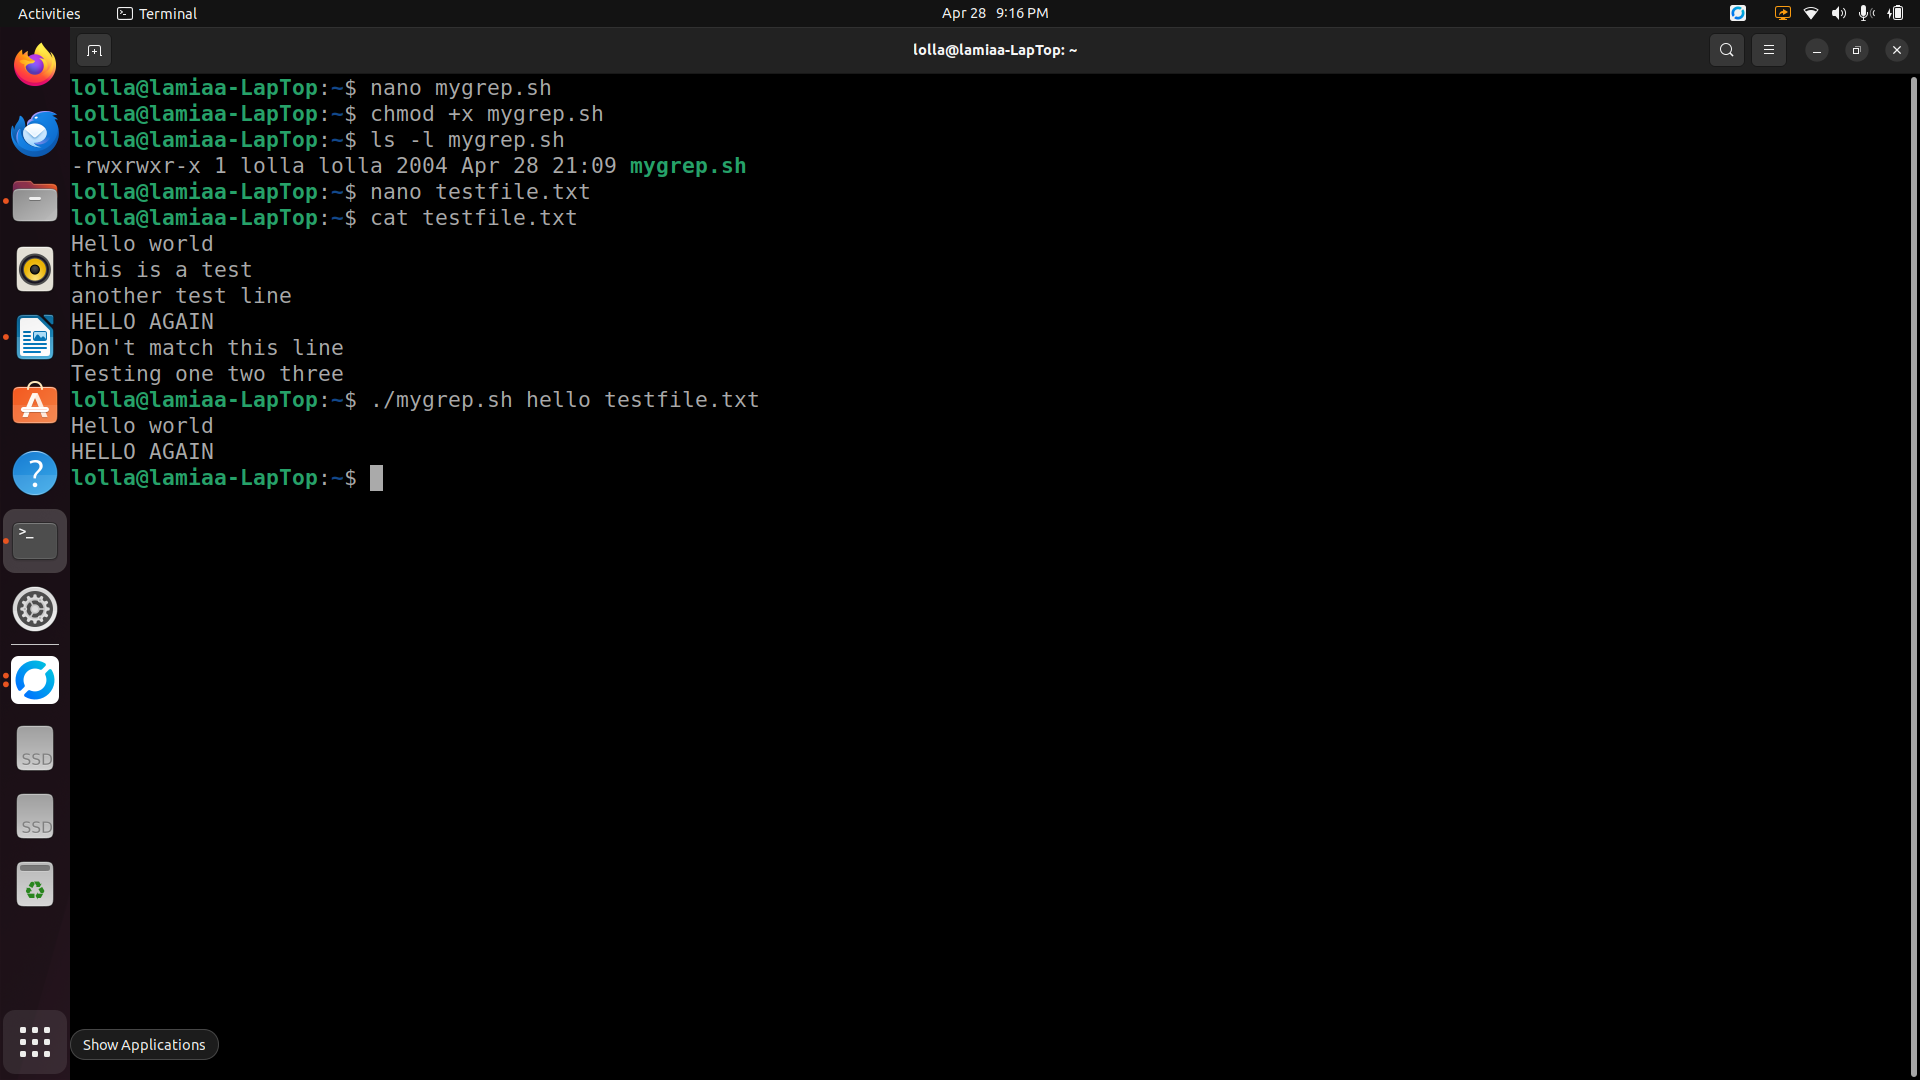 Activities Terminal Apr 28 9:16 PM
lolla@lamiaa-LapTop: ~
lolla@lamiaa-LapTop:~$ nano mygrep.sh
lolla@lamiaa-LapTop:~$ chmod +x mygrep.sh
lolla@lamiaa-LapTop:~$ ls -l mygrep.sh
-rwxrwxr-x 1 lolla lolla 2004 Apr 28 21:09 mygrep.sh
lolla@lamiaa-LapTop:~$ nano testfile.txt
lolla@lamiaa-LapTop:~$ cat testfile.txt
Hello world
this is a test
another test line
HELLO AGAIN
Don't match this line
Testing one two three
lolla@lamiaa-LapTop:~$ ./mygrep.sh hello testfile.txt
Hello world
HELLO AGAIN
lolla@lamiaa-LapTop:~$
SSD
SSD
Show Applications